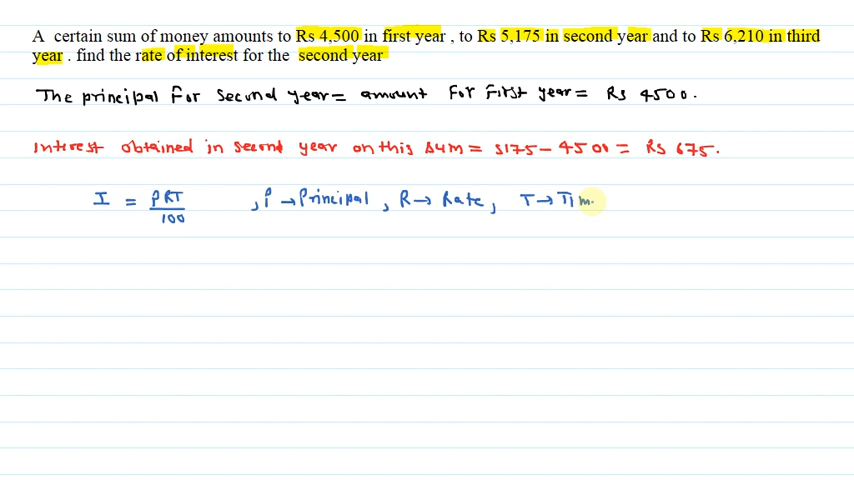 A certain sum of money amounts to Rs 4,500 in first year , to Rs 5,175 in second year and to Rs 6,210 in third
year . find the rate of interest for the second year
The principal for second year = amount for first year = Rs 4500.
Interest obtained in second year on this sum = 5175 - 4500 = Rs 675.
I = PRT/100 , P → Principal, R → Rate, T → Tim